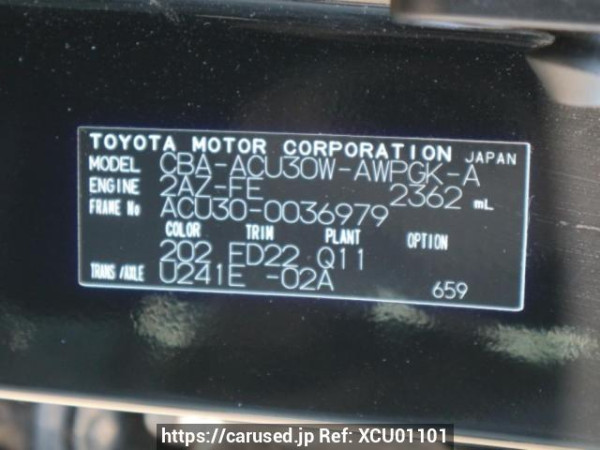 TOYOTA MOTOR CORPORATION JAPAN
MODEL CBA-ACU30W-AWPGK-A
ENGINE 2AZ-FE 2362 mL
FRAME No ACU30-0036979
COLOR TRIM PLANT OPTION
202 FD22 Q11
TRANS/AXLE U241E -02A 659
https://carused.jp Ref: XCU01101